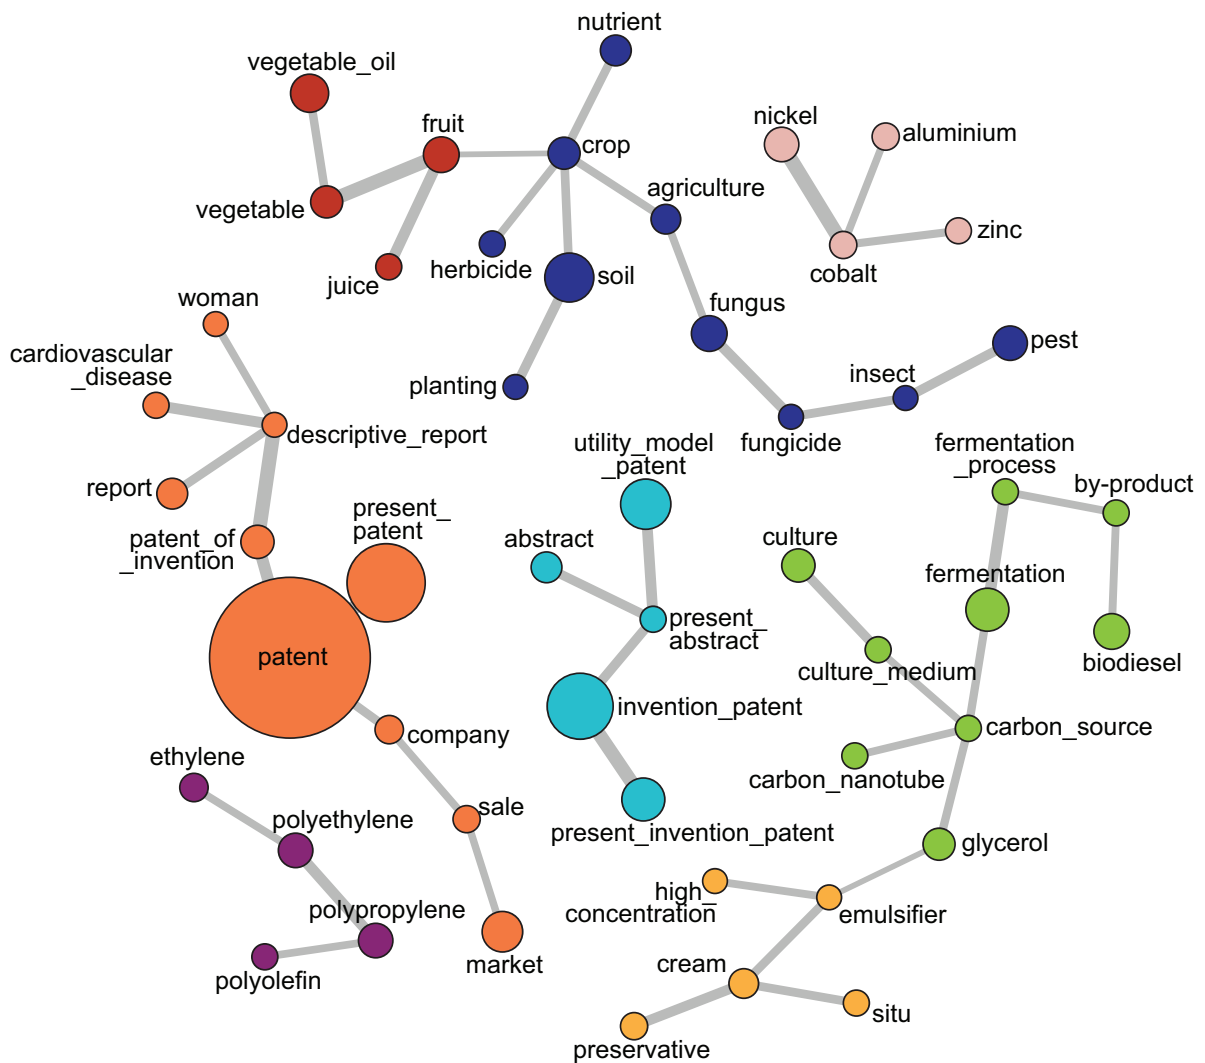 nutrient
vegetable_oil
fruit
crop
nickel
aluminium
vegetable
agriculture
zinc
herbicide
soil
cobalt
juice
woman
fungus
pest
cardiovascular
_disease
planting
insect
descriptive_report
fungicide
utility_model
_patent
fermentation
_process
by-product
report
present_
patent
patent_of
_invention
abstract
culture
fermentation
present_
abstract
culture_medium
biodiesel
patent
invention_patent
carbon_source
company
ethylene
carbon_nanotube
sale
polyethylene
present_invention_patent
glycerol
high_
concentration
emulsifier
polypropylene
market
cream
polyolefin
situ
preservative